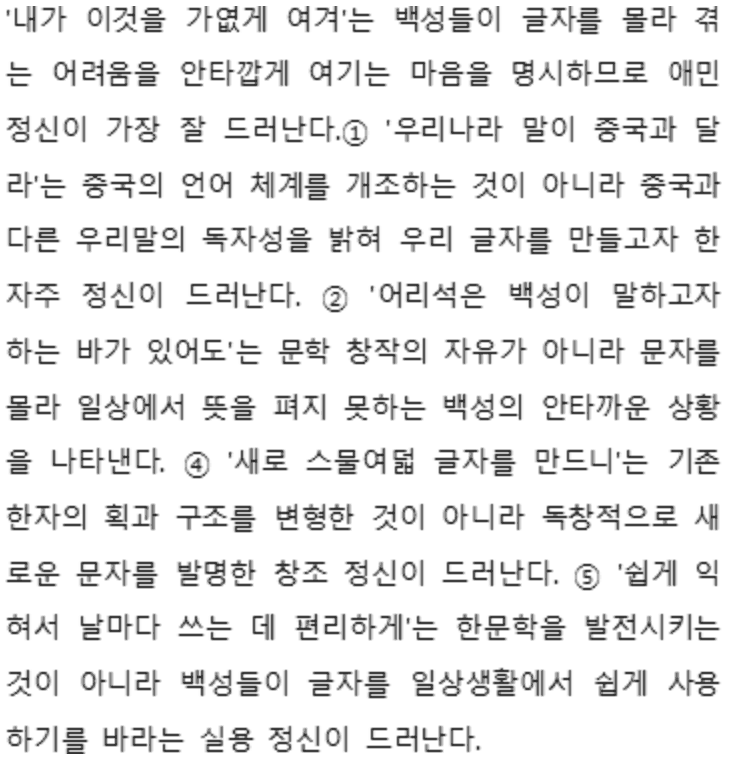 '내가 이것을 가엾게 여겨'는 백성들이 글자를 몰라 겪
는 어려움을 안타깝게 여기는 마음을 명시하므로 애민
정신이 가장 잘 드러난다.① '우리나라 말이 중국과 달
라'는 중국의 언어 체계를 개조하는 것이 아니라 중국과
다른 우리말의 독자성을 밝혀 우리 글자를 만들고자 한
자주 정신이 드러난다. ② '어리석은 백성이 말하고자
하는 바가 있어도'는 문학 창작의 자유가 아니라 문자를
몰라 일상에서 뜻을 펴지 못하는 백성의 안타까운 상황
을 나타낸다. ④ '새로 스물여덟 글자를 만드니'는 기존
한자의 획과 구조를 변형한 것이 아니라 독창적으로 새
로운 문자를 발명한 창조 정신이 드러난다. ⑤ '쉽게 익
혀서 날마다 쓰는 데 편리하게'는 한문학을 발전시키는
것이 아니라 백성들이 글자를 일상생활에서 쉽게 사용
하기를 바라는 실용 정신이 드러난다.